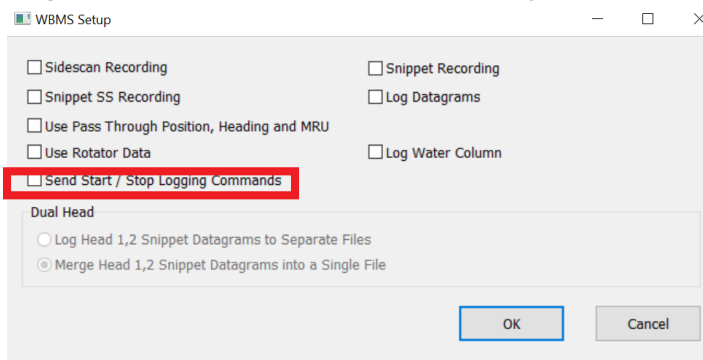 WBMS Setup
Sidescan Recording
Snippet Recording
Snippet SS Recording
Log Datagrams
Use Pass Through Position, Heading and MRU
Use Rotator Data
Log Water Column
Send Start / Stop Logging Commands
Dual Head
Log Head 1,2 Snippet Datagrams to Separate Files
Merge Head 1,2 Snippet Datagrams into a Single File
OK
Cancel